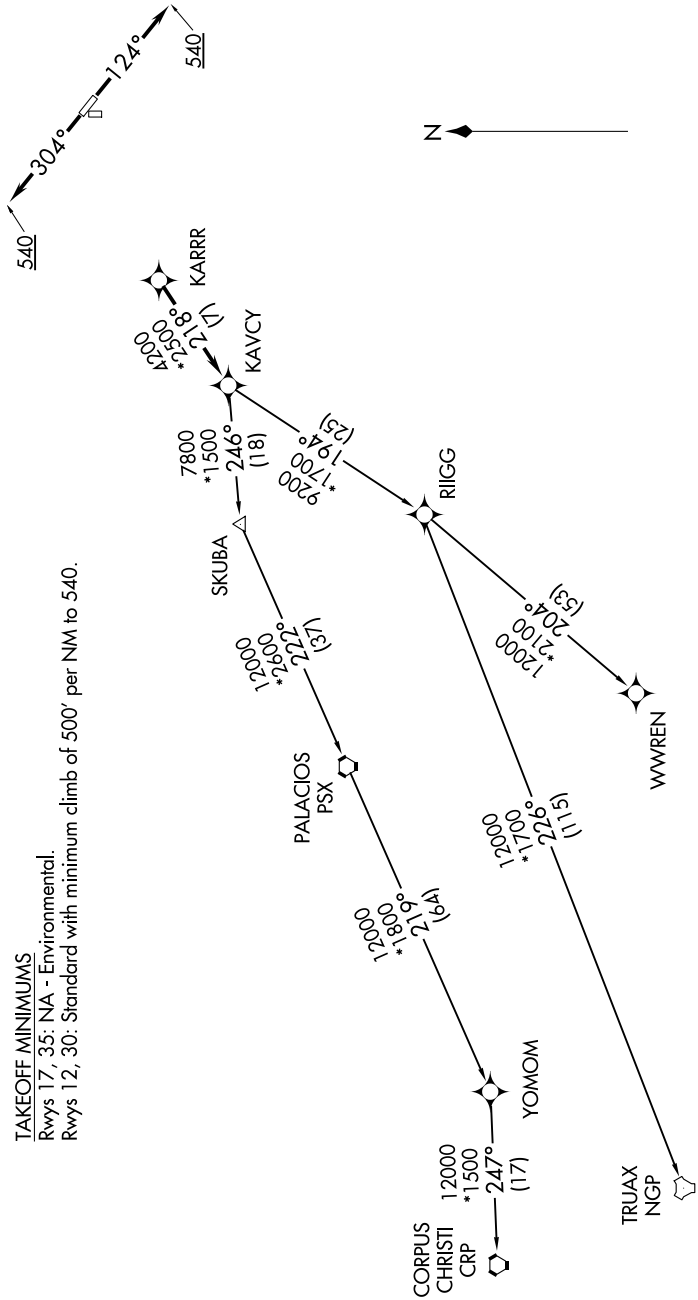 TAKEOFF MINIMUMS
Rwys 17, 35: NA - Environmental.
Rwys 12, 30: Standard with minimum climb of 500' per NM to 540.
540
304°
124°
540
N
KARRR
4200
*2500
218°
(7)
KAVCY
7800
*1500
246°
(18)
SKUBA
9200
*1700
194°
(25)
RIIGG
12000
*2600
222°
(37)
PALACIOS
PSX
12000
*2100
204°
(53)
WWREN
12000
*1800
219°
(64)
YOMOM
12000
*1700
226°
(115)
TRUAX
NGP
12000
*1500
247°
(17)
CORPUS
CHRISTI
CRP